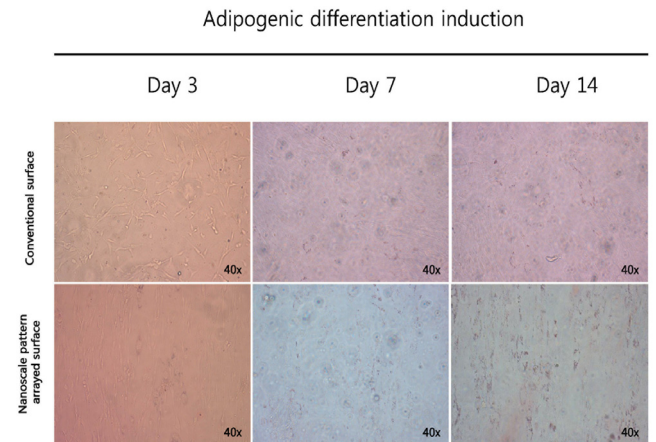 Adipogenic differentiation induction
Day 3
Day 7
Day 14
Conventional surface
40x
40x
40x
Nanoscale pattern
arrayed surface
40x
40x
40x